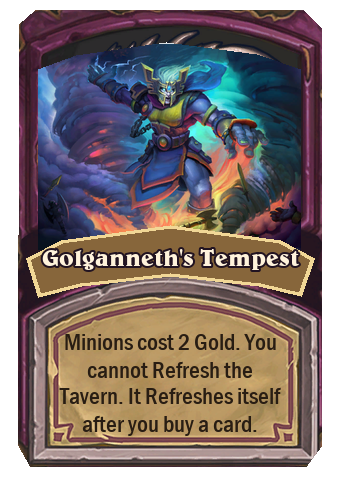 Golganneth's Tempest
Minions cost 2 Gold. You
cannot Refresh the
Tavern. It Refreshes itself
after you buy a card.